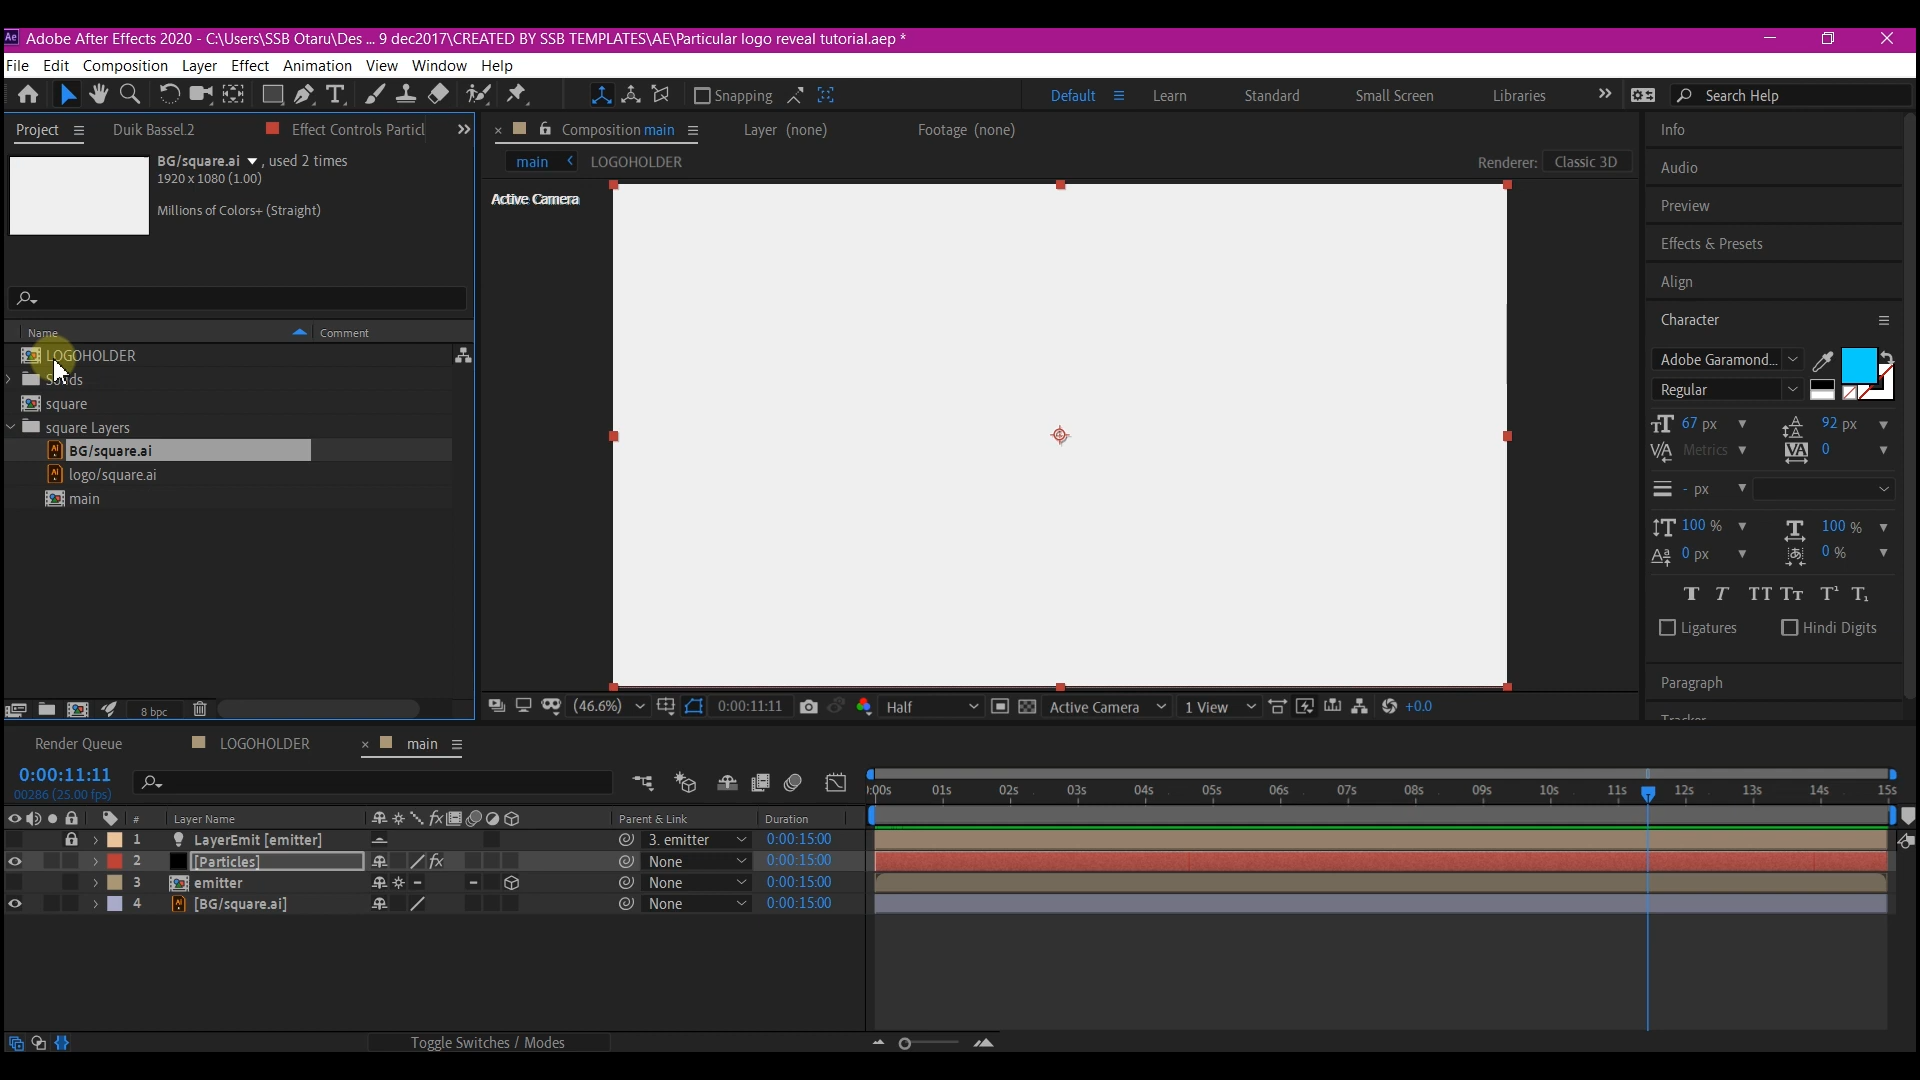 Ae Adobe After Effects 2020 - C:\Users\SSB Otaru\Des ... 9 dec2017\CREATED BY SSB TEMPLATES\AE\Particular logo reveal tutorial.aep *
File Edit Composition Layer Effect Animation View Window Help
Snapping Default Learn Standard Small Screen Libraries Search Help
Project Duik Bassel.2 Effect Controls Particl
Composition main Layer (none) Footage (none)
Info
BG/square.ai , used 2 times
1920 x 1080 (1.00)
Millions of Colors+ (Straight)
main LOGOHOLDER Renderer: Classic 3D
Active Camera
Audio
Preview
Effects & Presets
Align
Character
Adobe Garamond...
Regular
67 px 92 px
Metrics 0
- px
100 % 100 %
0 px 0 %
T T TT Tt T¹ T₁
Ligatures Hindi Digits
Paragraph
Tracker
Name Comment
LOGOHOLDER
Solids
square
square Layers
BG/square.ai
logo/square.ai
main
8 bpc
(46.6%) 0:00:11:11 Half Active Camera 1 View +0.0
Render Queue LOGOHOLDER main
0:00:11:11
00286 (25.00 fps)
:00s 01s 02s 03s 04s 05s 06s 07s 08s 09s 10s 11s 12s 13s 14s 15s
# Layer Name Parent & Link Duration
1 LayerEmit [emitter] 3. emitter 0:00:15:00
2 [Particles] None 0:00:15:00
3 emitter None 0:00:15:00
4 [BG/square.ai] None 0:00:15:00
Toggle Switches / Modes